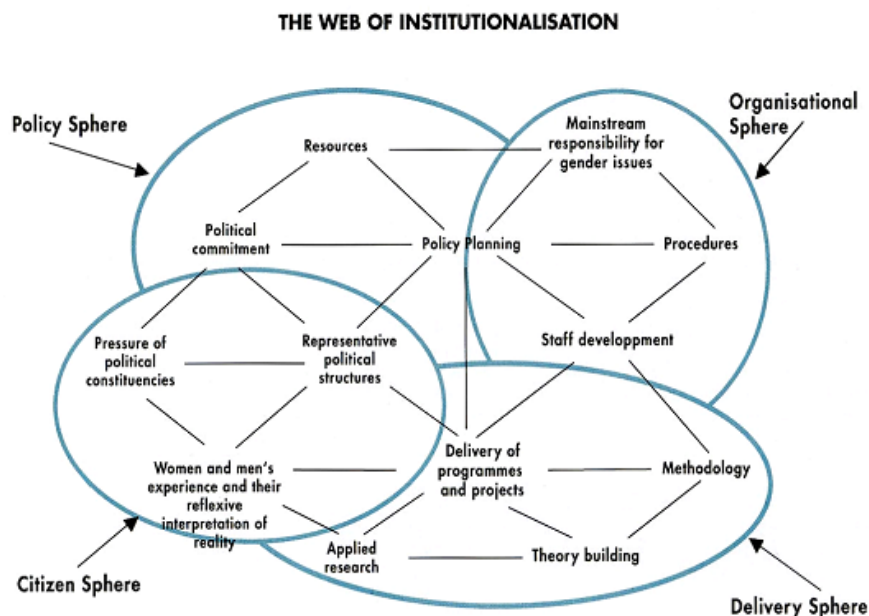 THE WEB OF INSTITUTIONALISATION
Policy Sphere
Organisational
Sphere
Resources
Mainstream
responsibility for
gender issues
Political
commitment
Policy Planning
Procedures
Pressure of
political
constituencies
Representative
political
structures
Staff developpment
Women and men's
experience and their
reflexive
interpretation of
reality
Delivery of
programmes
and projects
Methodology
Applied
research
Theory building
Citizen Sphere
Delivery Sphere